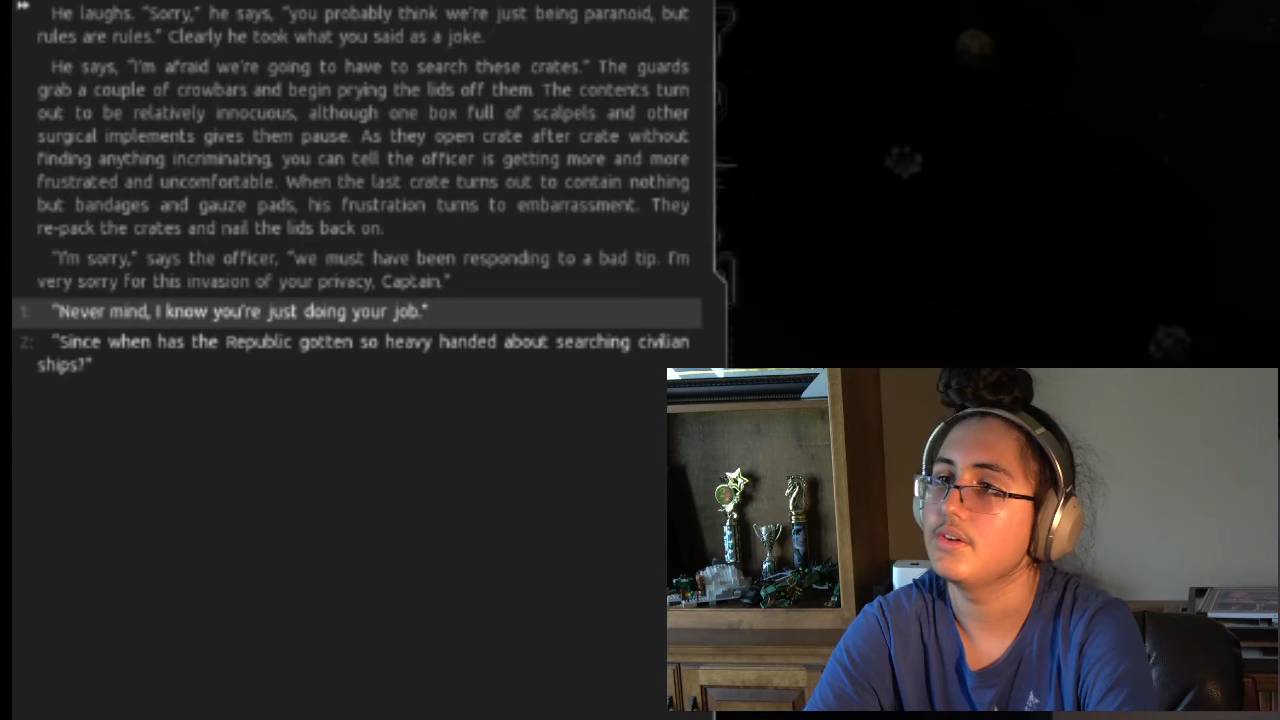 He laughs. "Sorry," he says, "you probably think we're just being paranoid, but
rules are rules." Clearly he took what you said as a joke.
He says, "I'm afraid we're going to have to search these crates." The guards
grab a couple of crowbars and begin prying the lids off them. The contents turn
out to be relatively innocuous, although one box full of scalpels and other
surgical implements gives them pause. As they open crate after crate without
finding anything incriminating, you can tell the officer is getting more and more
frustrated and uncomfortable. When the last crate turns out to contain nothing
but bandages and gauze pads, his frustration turns to embarrassment. They
re-pack the crates and nail the lids back on.
"I'm sorry," says the officer, "we must have been responding to a bad tip. I'm
very sorry for this invasion of your privacy, Captain."
1: "Never mind, I know you're just doing your job."
2: "Since when has the Republic gotten so heavy handed about searching civilian
ships?"